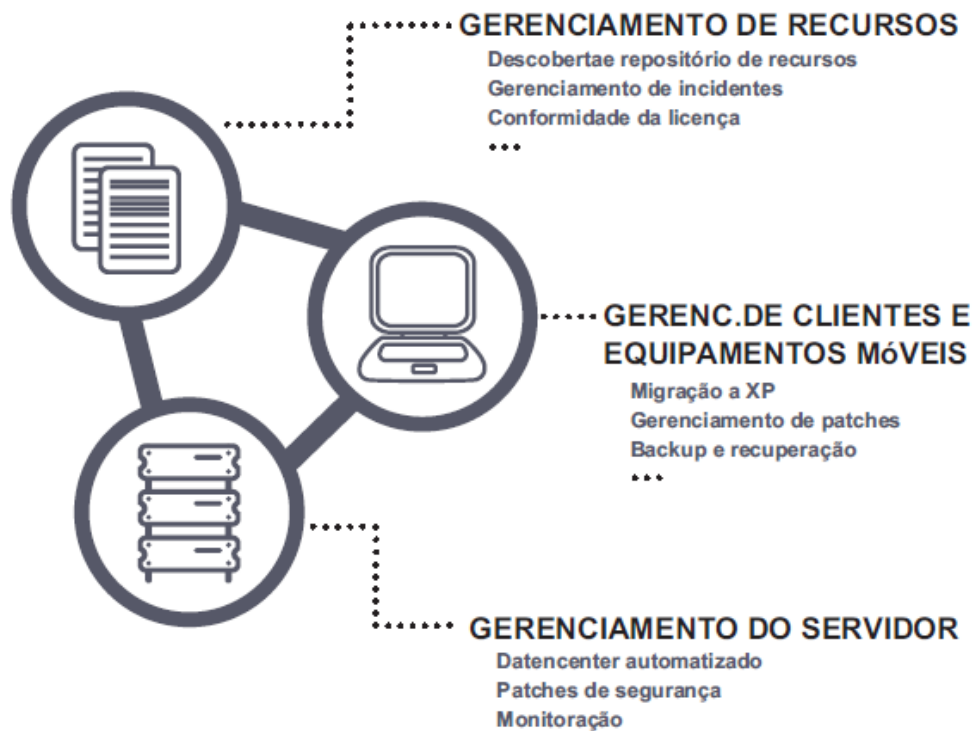 GERENCIAMENTO DE RECURSOS
Descobertae repositório de recursos
Gerenciamento de incidentes
Conformidade da licença
...
GERENC.DE CLIENTES E
EQUIPAMENTOS MóVEIS
Migração a XP
Gerenciamento de patches
Backup e recuperação
...
GERENCIAMENTO DO SERVIDOR
Datencenter automatizado
Patches de segurança
Monitoração